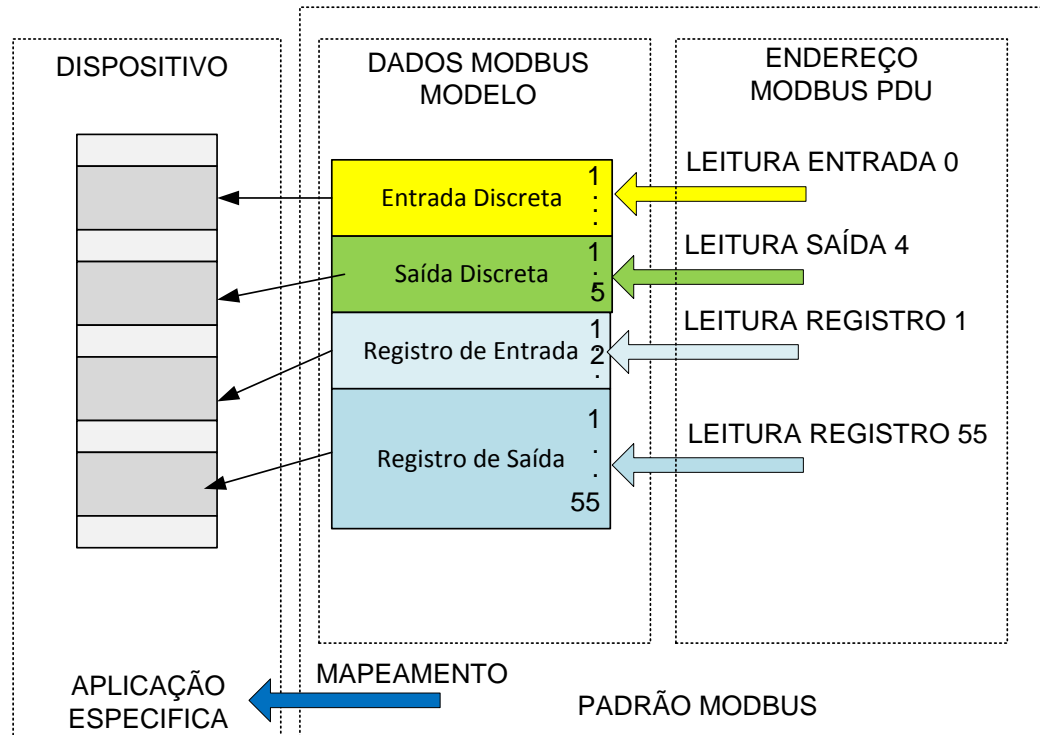 DISPOSITIVO
DADOS MODBUS
MODELO
ENDEREÇO
MODBUS PDU
Entrada Discreta
1
.
.
.
LEITURA ENTRADA 0
Saída Discreta
1
.
.
5
LEITURA SAÍDA 4
Registro de Entrada
1
2
.
LEITURA REGISTRO 1
Registro de Saída
1
.
.
.
55
LEITURA REGISTRO 55
MAPEAMENTO
APLICAÇÃO
ESPECIFICA
PADRÃO MODBUS